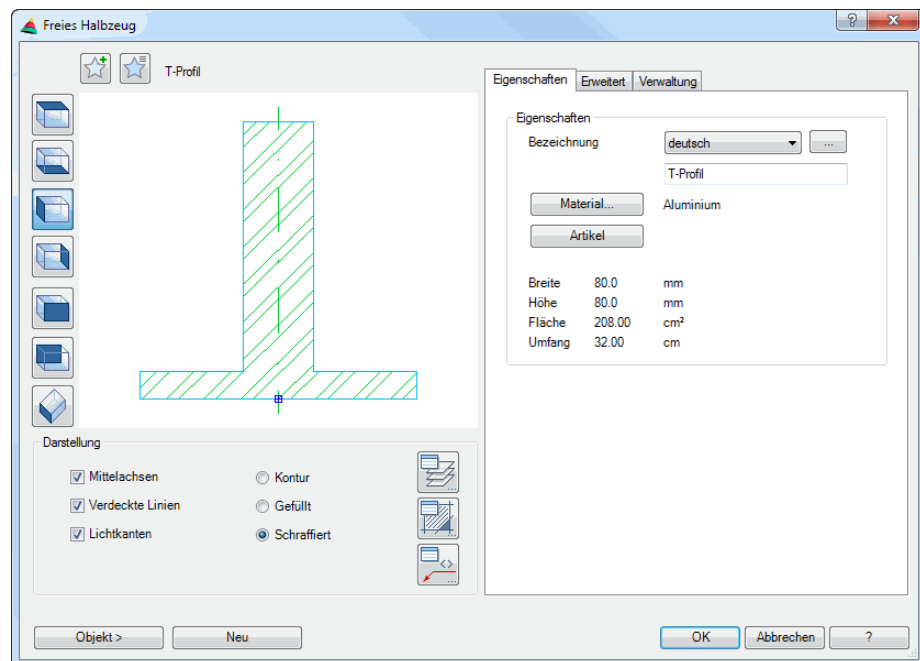 Freies Halbzeug
?
T-Profil
Eigenschaften Erweitert Verwaltung
Eigenschaften
Bezeichnung deutsch ...
T-Profil
Material... Aluminium
Artikel
Breite 80.0 mm
Höhe 80.0 mm
Fläche 208.00 cm²
Umfang 32.00 cm
Darstellung
Mittelachsen Kontur
Verdeckte Linien Gefüllt
Lichtkanten Schraffiert
Objekt > Neu OK Abbrechen ?